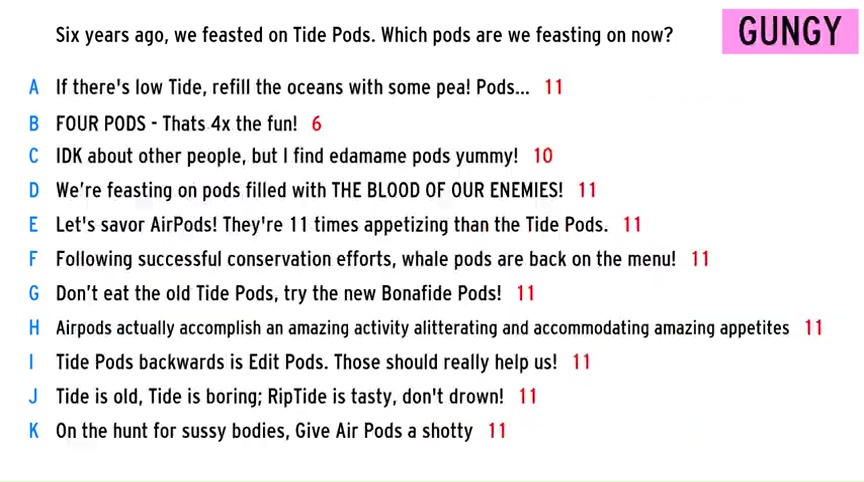 Six years ago, we feasted on Tide Pods. Which pods are we feasting on now?
GUNGY
A If there's low Tide, refill the oceans with some pea! Pods... 11
B FOUR PODS - Thats 4x the fun! 6
C IDK about other people, but I find edamame pods yummy! 10
D We're feasting on pods filled with THE BLOOD OF OUR ENEMIES! 11
E Let's savor AirPods! They're 11 times appetizing than the Tide Pods. 11
F Following successful conservation efforts, whale pods are back on the menu! 11
G Don't eat the old Tide Pods, try the new Bonafide Pods! 11
H Airpods actually accomplish an amazing activity alitterating and accommodating amazing appetites 11
I Tide Pods backwards is Edit Pods. Those should really help us! 11
J Tide is old, Tide is boring; RipTide is tasty, don't drown! 11
K On the hunt for sussy bodies, Give Air Pods a shotty 11